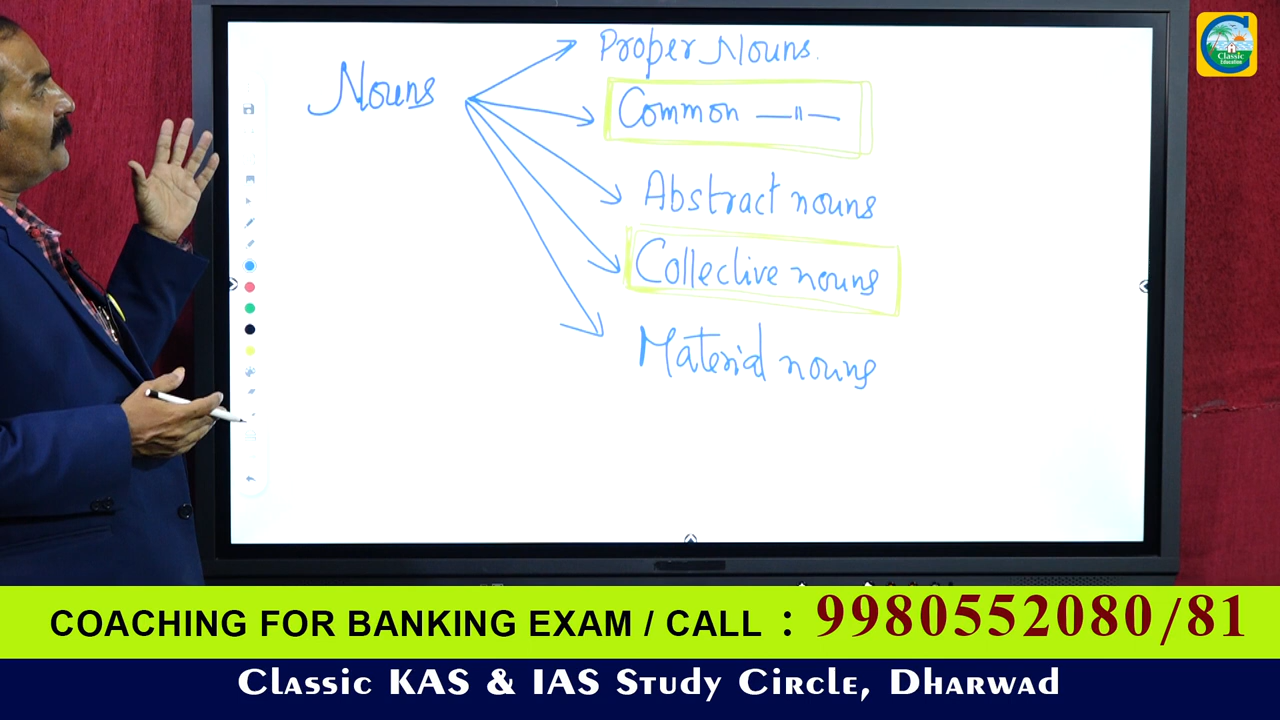 Proper Nouns.
Nouns
Common —"—
Abstract nouns
Collective nouns
Material nouns
Classic
Education
COACHING FOR BANKING EXAM / CALL : 9980552080/81
Classic KAS & IAS Study Circle, Dharwad